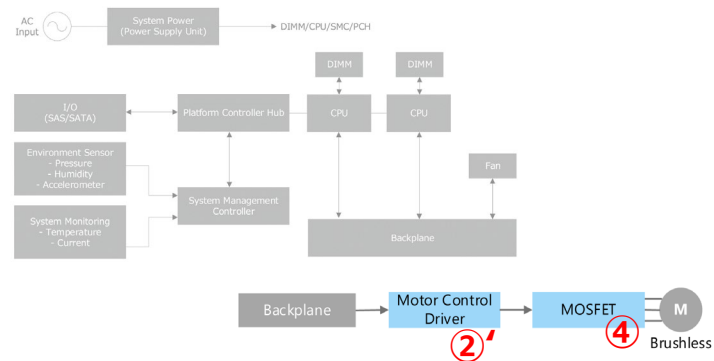 AC
Input
System Power
(Power Supply Unit)
DIMM/CPU/SMC/PCH
DIMM
DIMM
I/O
(SAS/SATA)
Platform Controller Hub
CPU
CPU
Environment Sensor
- Pressure
- Humidity
- Accelerometer
Fan
System Management
Controller
System Monitoring
- Temperature
- Current
Backplane
Backplane
Motor Control
Driver
②'
MOSFET
④
M
Brushless